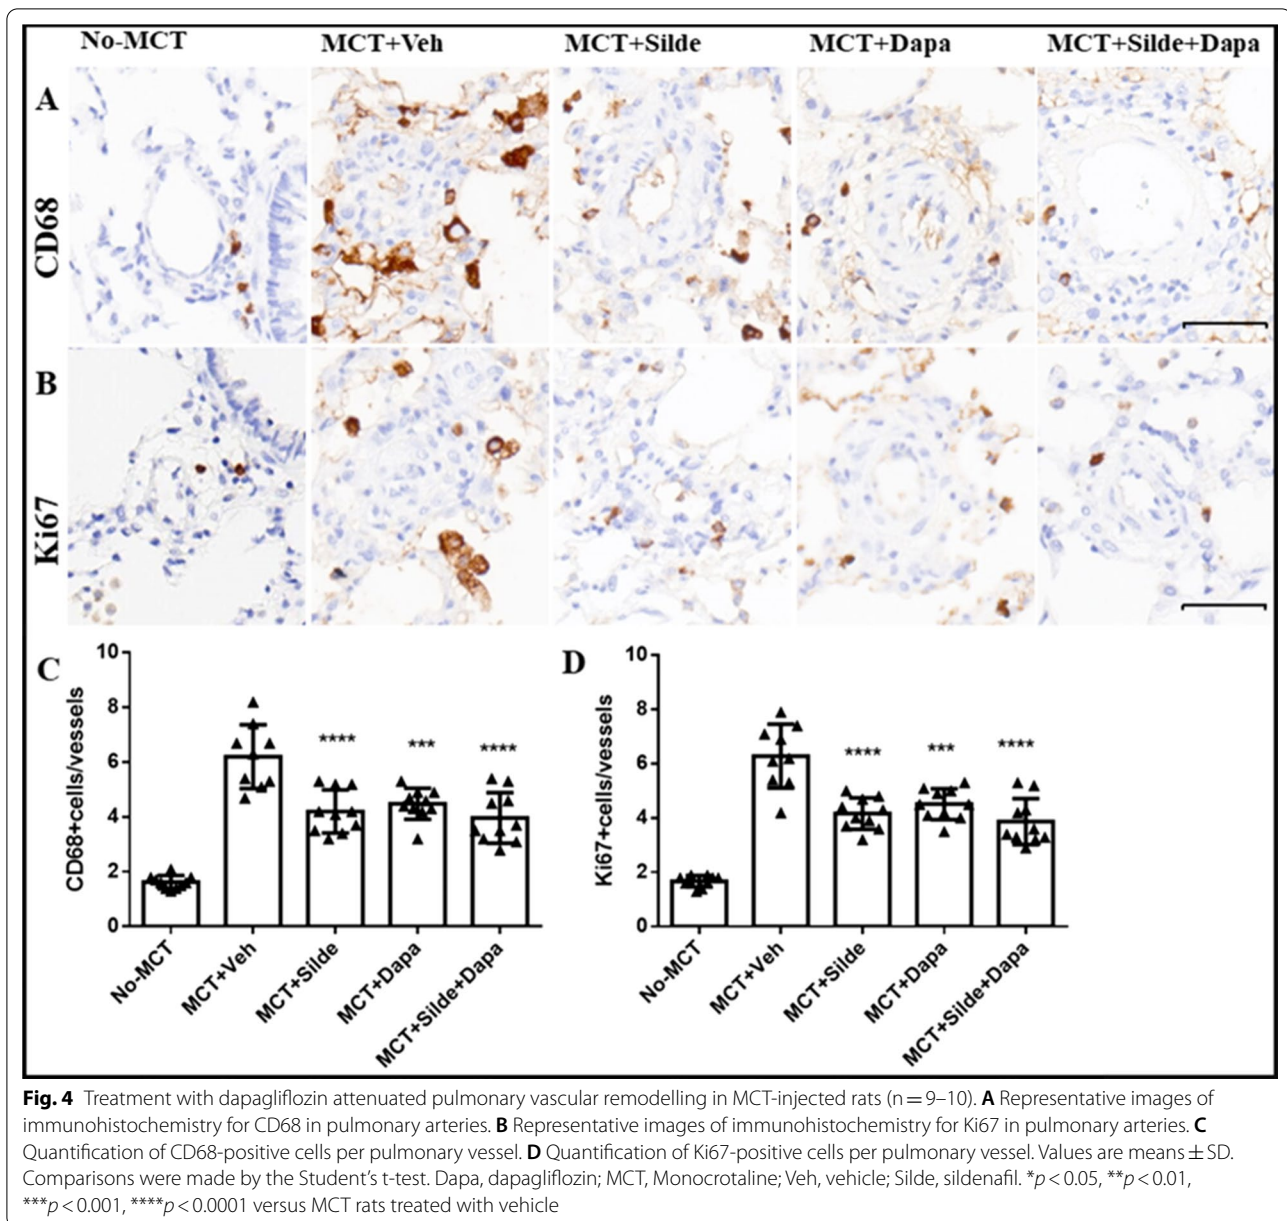 No-MCT MCT+Veh MCT+Silde MCT+Dapa MCT+Silde+Dapa
A
CD68
B
Ki67
C
CD68+cells/vessels
10
8
6
4
2
0
**** *** ****
No-MCT MCT+Veh MCT+Silde MCT+Dapa MCT+Silde+Dapa
D
Ki67+cells/vessels
10
8
6
4
2
0
**** *** ****
No-MCT MCT+Veh MCT+Silde MCT+Dapa MCT+Silde+Dapa
Fig. 4 Treatment with dapagliflozin attenuated pulmonary vascular remodelling in MCT-injected rats (n = 9–10). A Representative images of
immunohistochemistry for CD68 in pulmonary arteries. B Representative images of immunohistochemistry for Ki67 in pulmonary arteries. C
Quantification of CD68-positive cells per pulmonary vessel. D Quantification of Ki67-positive cells per pulmonary vessel. Values are means ± SD.
Comparisons were made by the Student's t-test. Dapa, dapagliflozin; MCT, Monocrotaline; Veh, vehicle; Silde, sildenafil. *p < 0.05, **p < 0.01,
***p < 0.001, ****p < 0.0001 versus MCT rats treated with vehicle